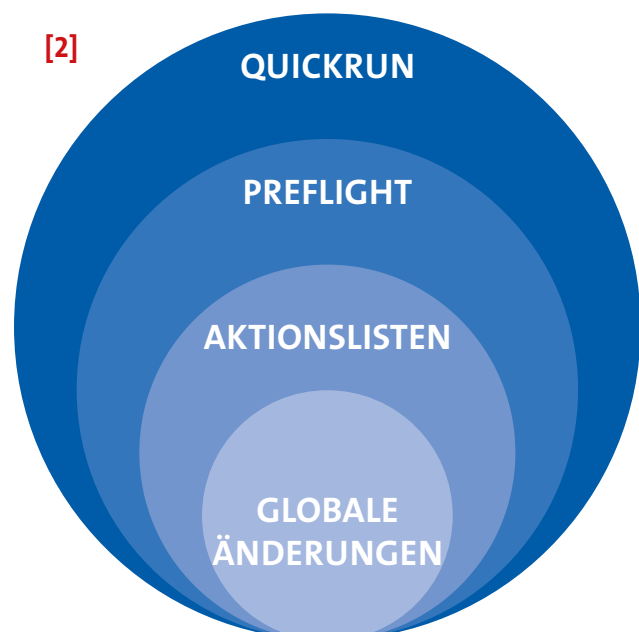 [2]
QUICKRUN
PREFLIGHT
AKTIONSLISTEN
GLOBALE
ÄNDERUNGEN